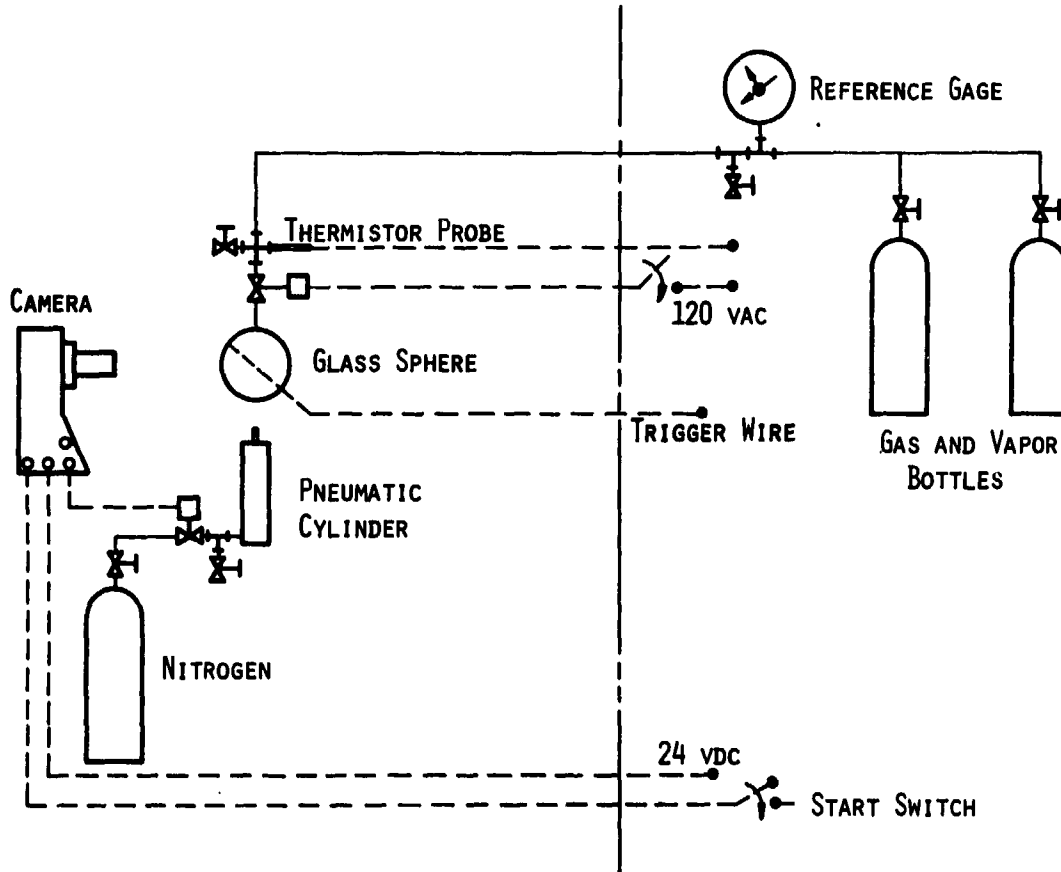 REFERENCE GAGE
THERMISTOR PROBE
CAMERA
120 VAC
GLASS SPHERE
TRIGGER WIRE
GAS AND VAPOR
BOTTLES
PNEUMATIC
CYLINDER
NITROGEN
24 VDC
START SWITCH